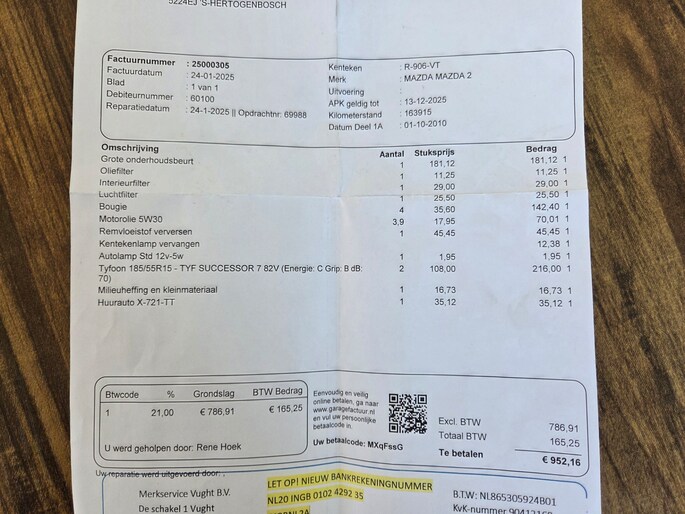 5224EJ 'S-HERTOGENBOSCH
Factuurnummer : 25000305
Factuurdatum : 24-01-2025
Blad : 1 van 1
Debiteurnummer : 60100
Reparatiedatum : 24-1-2025 || Opdrachtnr: 69988
Kenteken : R-906-VT
Merk : MAZDA MAZDA 2
Uitvoering :
APK geldig tot : 13-12-2025
Kilometerstand : 163915
Datum Deel 1A : 01-10-2010
Omschrijving Aantal Stuksprijs Bedrag
Grote onderhoudsbeurt 1 181,12 181,12 1
Oliefilter 1 11,25 11,25 1
Interieurfilter 1 29,00 29,00 1
Luchtfilter 1 25,50 25,50 1
Bougie 4 35,60 142,40 1
Motorolie 5W30 3,9 17,95 70,01 1
Remvloeistof verversen 1 45,45 45,45 1
Kentekenlamp vervangen 12,38 1
Autolamp Std 12v-5w 1 1,95 1,95 1
Tyfoon 185/55R15 - TYF SUCCESSOR 7 82V (Energie: C Grip: B dB: 2 108,00 216,00 1
70)
Milieuheffing en kleinmateriaal 1 16,73 16,73 1
Huurauto X-721-TT 1 35,12 35,12 1
Btwcode % Grondslag BTW Bedrag
1 21,00 € 786,91 € 165,25
U werd geholpen door: Rene Hoek
Eenvoudig en veilig
online betalen, ga naar
www.garagefactuur.nl
en vul uw persoonlijke
betaalcode in.
Uw betaalcode: MXqFssG
Excl. BTW 786,91
Totaal BTW 165,25
Te betalen € 952,16
Uw reparatie werd uitgevoerd door: .
Merkservice Vught B.V.
De schakel 1 Vught
LET OP! NIEUW BANKREKENINGNUMMER
NL20 INGB 0102 4292 35
B.T.W: NL865305924B01
KvK-nummer